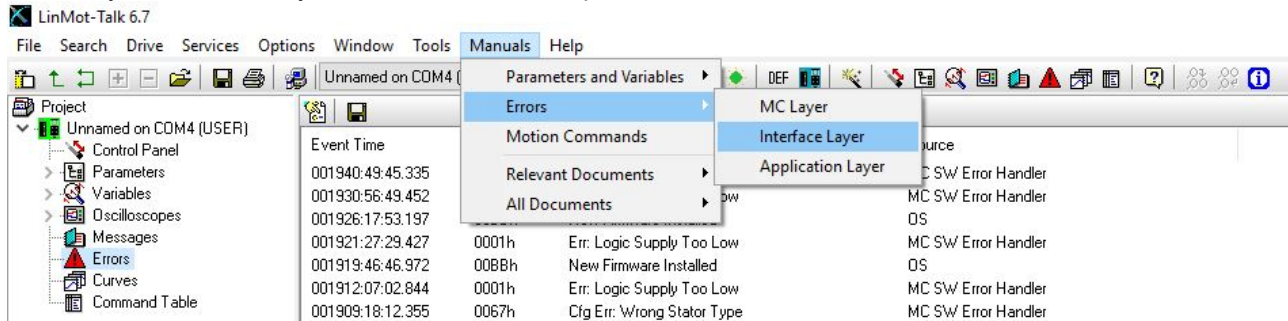 LinMot-Talk 6.7
File Search Drive Services Options Window Tools Manuals Help
Unnamed on COM4 (
DEF
Project
Unnamed on COM4 (USER)
Control Panel
Parameters
Variables
Oscilloscopes
Messages
Errors
Curves
Command Table
Parameters and Variables
Errors
Motion Commands
Relevant Documents
All Documents
MC Layer
Interface Layer
Application Layer
Event Time
001940:49:45.335 C SW Error Handler
001930:56:49.452 MC SW Error Handler
001926:17:53.197 OS
001921:27:29.427 0001h Err: Logic Supply Too Low MC SW Error Handler
001919:46:46.972 00BBh New Firmware Installed OS
001912:07:02.844 0001h Err: Logic Supply Too Low MC SW Error Handler
001909:18:12.355 0067h Cfg Err: Wrong Stator Type MC SW Error Handler